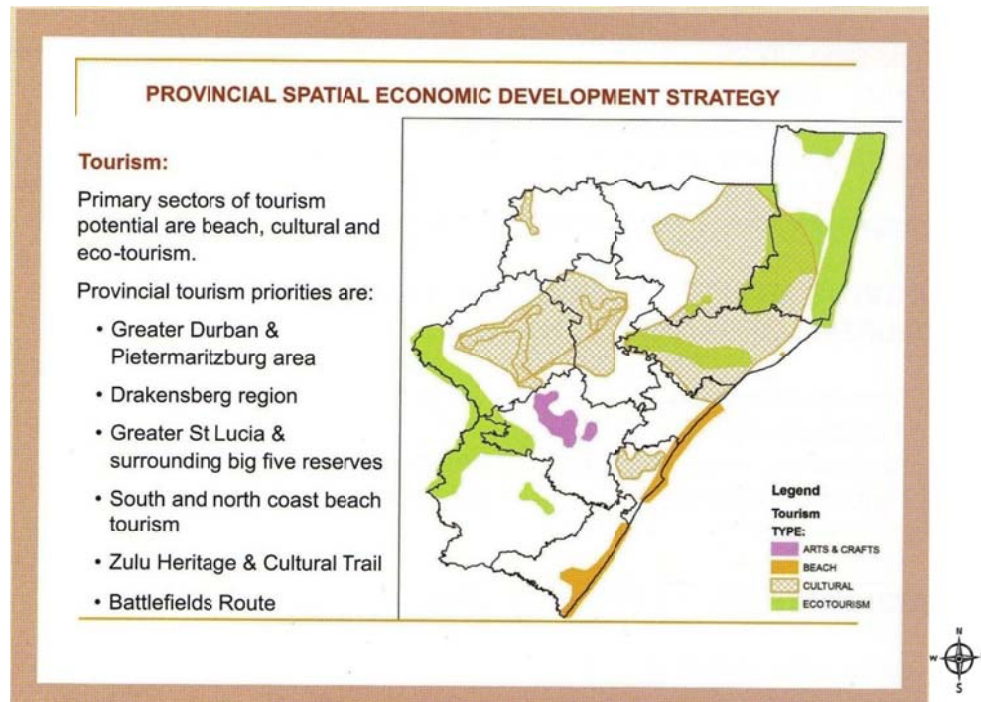 PROVINCIAL SPATIAL ECONOMIC DEVELOPMENT STRATEGY
Tourism:
Primary sectors of tourism
potential are beach, cultural and
eco-tourism.
Provincial tourism priorities are:
• Greater Durban &
Pietermaritzburg area
• Drakensberg region
• Greater St Lucia &
surrounding big five reserves
• South and north coast beach
tourism
• Zulu Heritage & Cultural Trail
• Battlefields Route
Legend
Tourism
TYPE:
ARTS & CRAFTS
BEACH
CULTURAL
ECO TOURISM
N
W
S